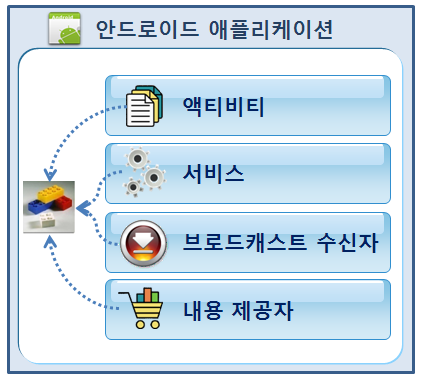 안드로이드 애플리케이션
액티비티
서비스
브로드캐스트 수신자
내용 제공자